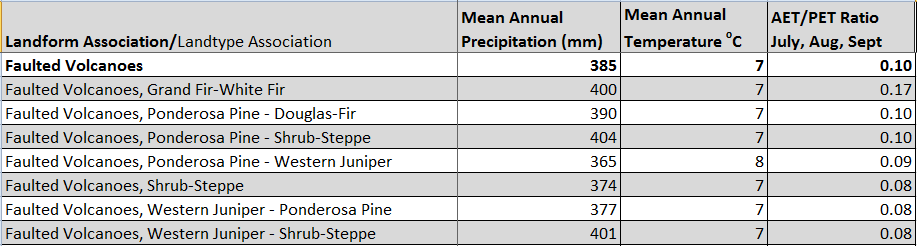 Landform Association/Landtype Association Mean Annual Precipitation (mm) Mean Annual Temperature °C AET/PET Ratio July, Aug, Sept
Faulted Volcanoes 385 7 0.10
Faulted Volcanoes, Grand Fir-White Fir 400 7 0.17
Faulted Volcanoes, Ponderosa Pine - Douglas-Fir 390 7 0.10
Faulted Volcanoes, Ponderosa Pine - Shrub-Steppe 404 7 0.10
Faulted Volcanoes, Ponderosa Pine - Western Juniper 365 8 0.09
Faulted Volcanoes, Shrub-Steppe 374 7 0.08
Faulted Volcanoes, Western Juniper - Ponderosa Pine 377 7 0.08
Faulted Volcanoes, Western Juniper - Shrub-Steppe 401 7 0.08